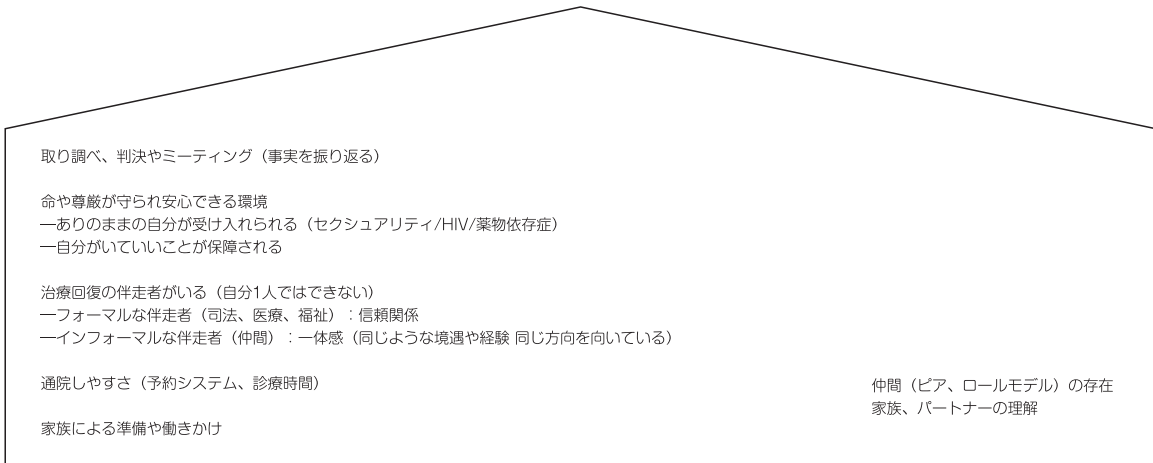 取り調べ、判決やミーティング（事実を振り返る）
命や尊厳が守られ安心できる環境
―ありのままの自分が受け入れられる（セクシュアリティ/HIV/薬物依存症）
―自分がいていいことが保障される
治療回復の伴走者がいる（自分1人ではできない）
―フォーマルな伴走者（司法、医療、福祉）：信頼関係
―インフォーマルな伴走者（仲間）：一体感（同じような境遇や経験 同じ方向を向いている）
通院しやすさ（予約システム、診療時間）
家族による準備や働きかけ
仲間（ピア、ロールモデル）の存在
家族、パートナーの理解